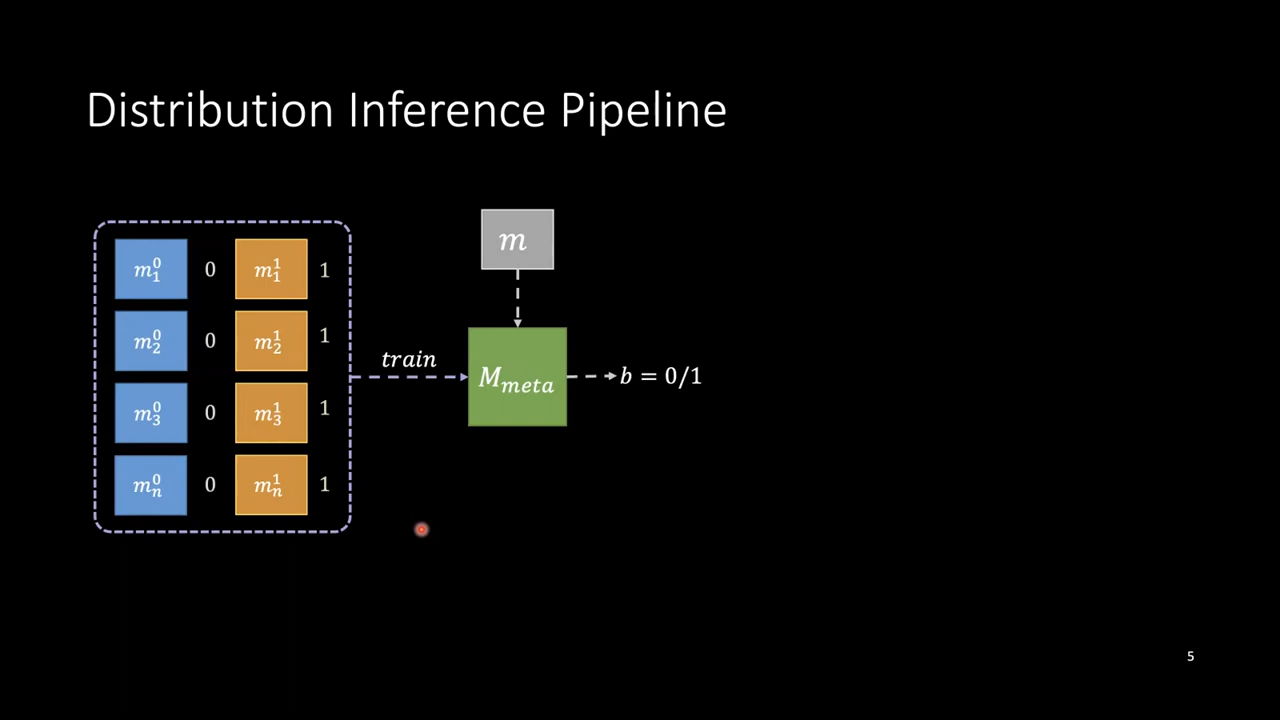 Distribution Inference Pipeline
m
m₁⁰ 0 m₁¹ 1
m₂⁰ 0 m₂¹ 1
train
M_meta
b = 0/1
m₃⁰ 0 m₃¹ 1
mₙ⁰ 0 mₙ¹ 1
5